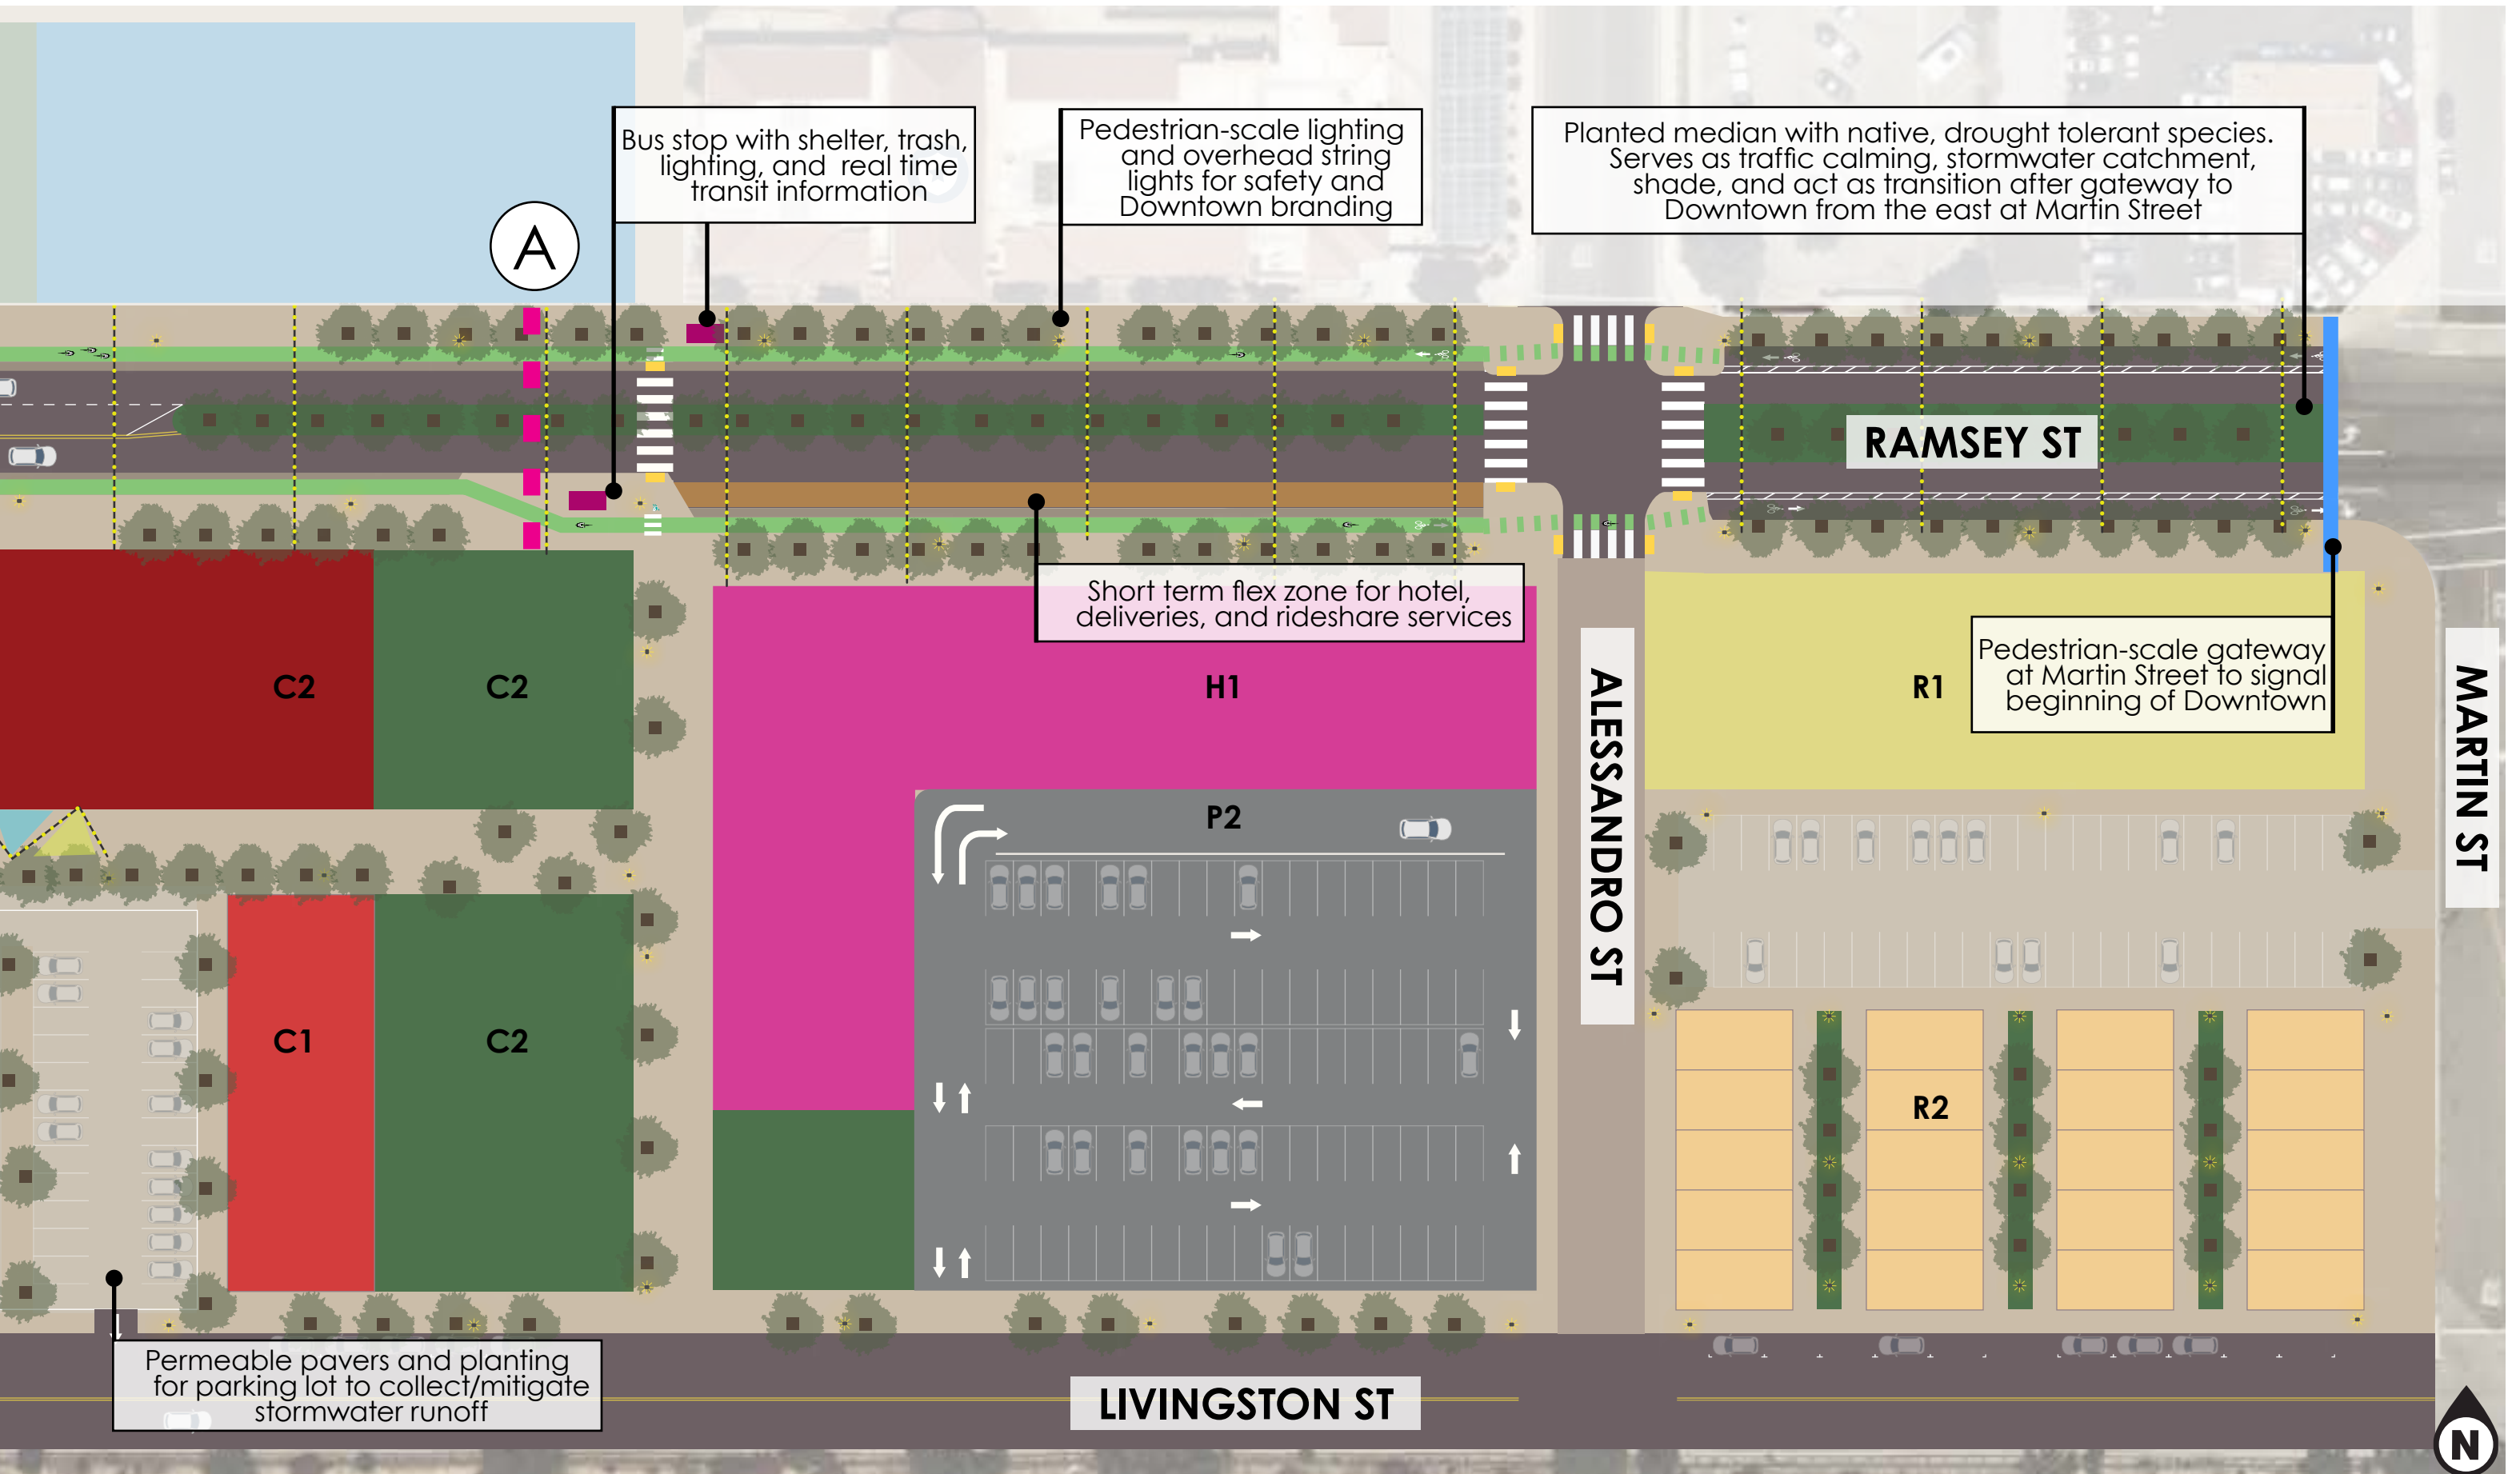 Bus stop with shelter, trash,
lighting, and real time
transit information
Pedestrian-scale lighting
and overhead string
lights for safety and
Downtown branding
Planted median with native, drought tolerant species.
Serves as traffic calming, stormwater catchment,
shade, and act as transition after gateway to
Downtown from the east at Martin Street
A
RAMSEY ST
Short term flex zone for hotel,
deliveries, and rideshare services
Pedestrian-scale gateway
at Martin Street to signal
beginning of Downtown
C2
C2
H1
R1
ALESSANDRO ST
MARTIN ST
P2
C1
C2
R2
Permeable pavers and planting
for parking lot to collect/mitigate
stormwater runoff
LIVINGSTON ST
N